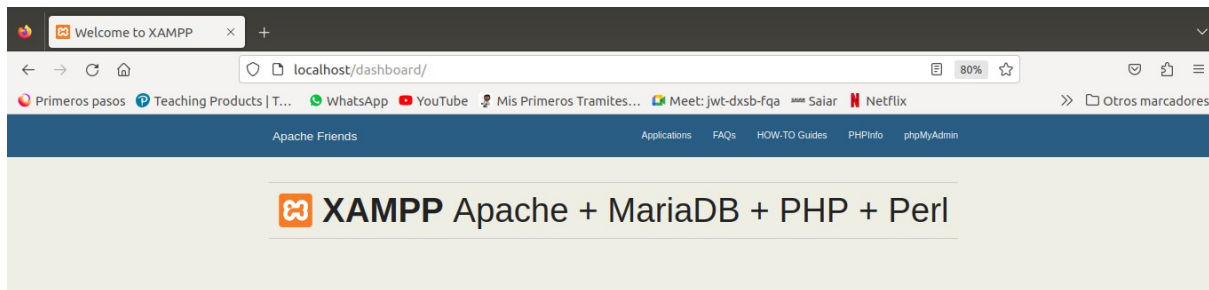 Welcome to XAMPP
localhost/dashboard/
80%
Primeros pasos Teaching Products | T... WhatsApp YouTube Mis Primeros Tramites... Meet: jwt-dxsb-fqa Saiar Netflix Otros marcadores
Apache Friends Applications FAQs HOW-TO Guides PHPInfo phpMyAdmin
XAMPP Apache + MariaDB + PHP + Perl